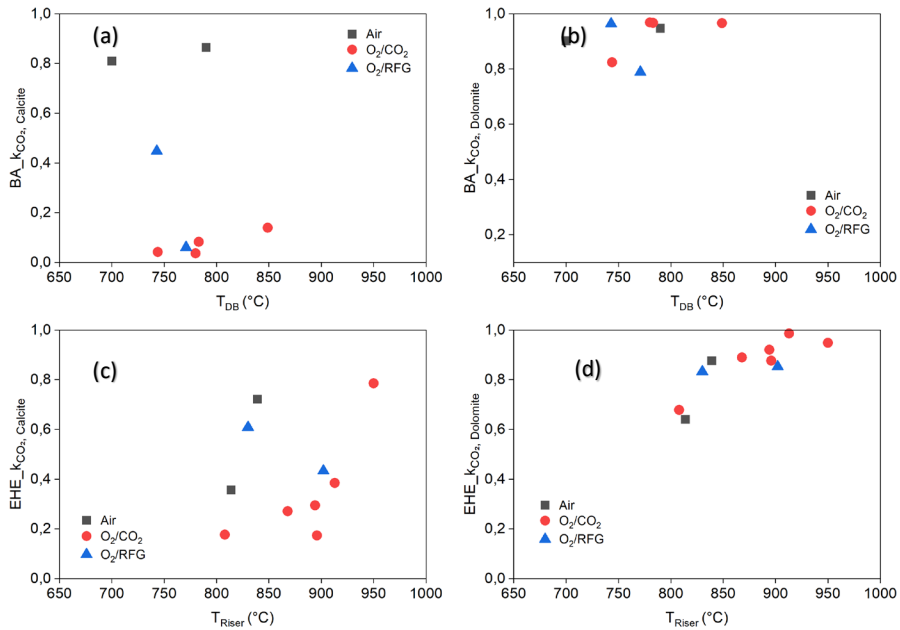 (a)
Air
O₂/CO₂
O₂/RFG
BA_kCO₂, Calcite
1,0
0,8
0,6
0,4
0,2
0,0
650 700 750 800 850 900 950 1000
T_DB (°C)
(b)
Air
O₂/CO₂
O₂/RFG
BA_kCO₂, Dolomite
1,0
0,8
0,6
0,4
0,2
650 700 750 800 850 900 950 1000
T_DB (°C)
(c)
Air
O₂/CO₂
O₂/RFG
EHE_kCO₂, Calcite
1,0
0,8
0,6
0,4
0,2
0,0
650 700 750 800 850 900 950 1000
T_Riser (°C)
(d)
Air
O₂/CO₂
O₂/RFG
EHE_kCO₂, Dolomite
1,0
0,8
0,6
0,4
0,2
0,0
650 700 750 800 850 900 950 1000
T_Riser (°C)